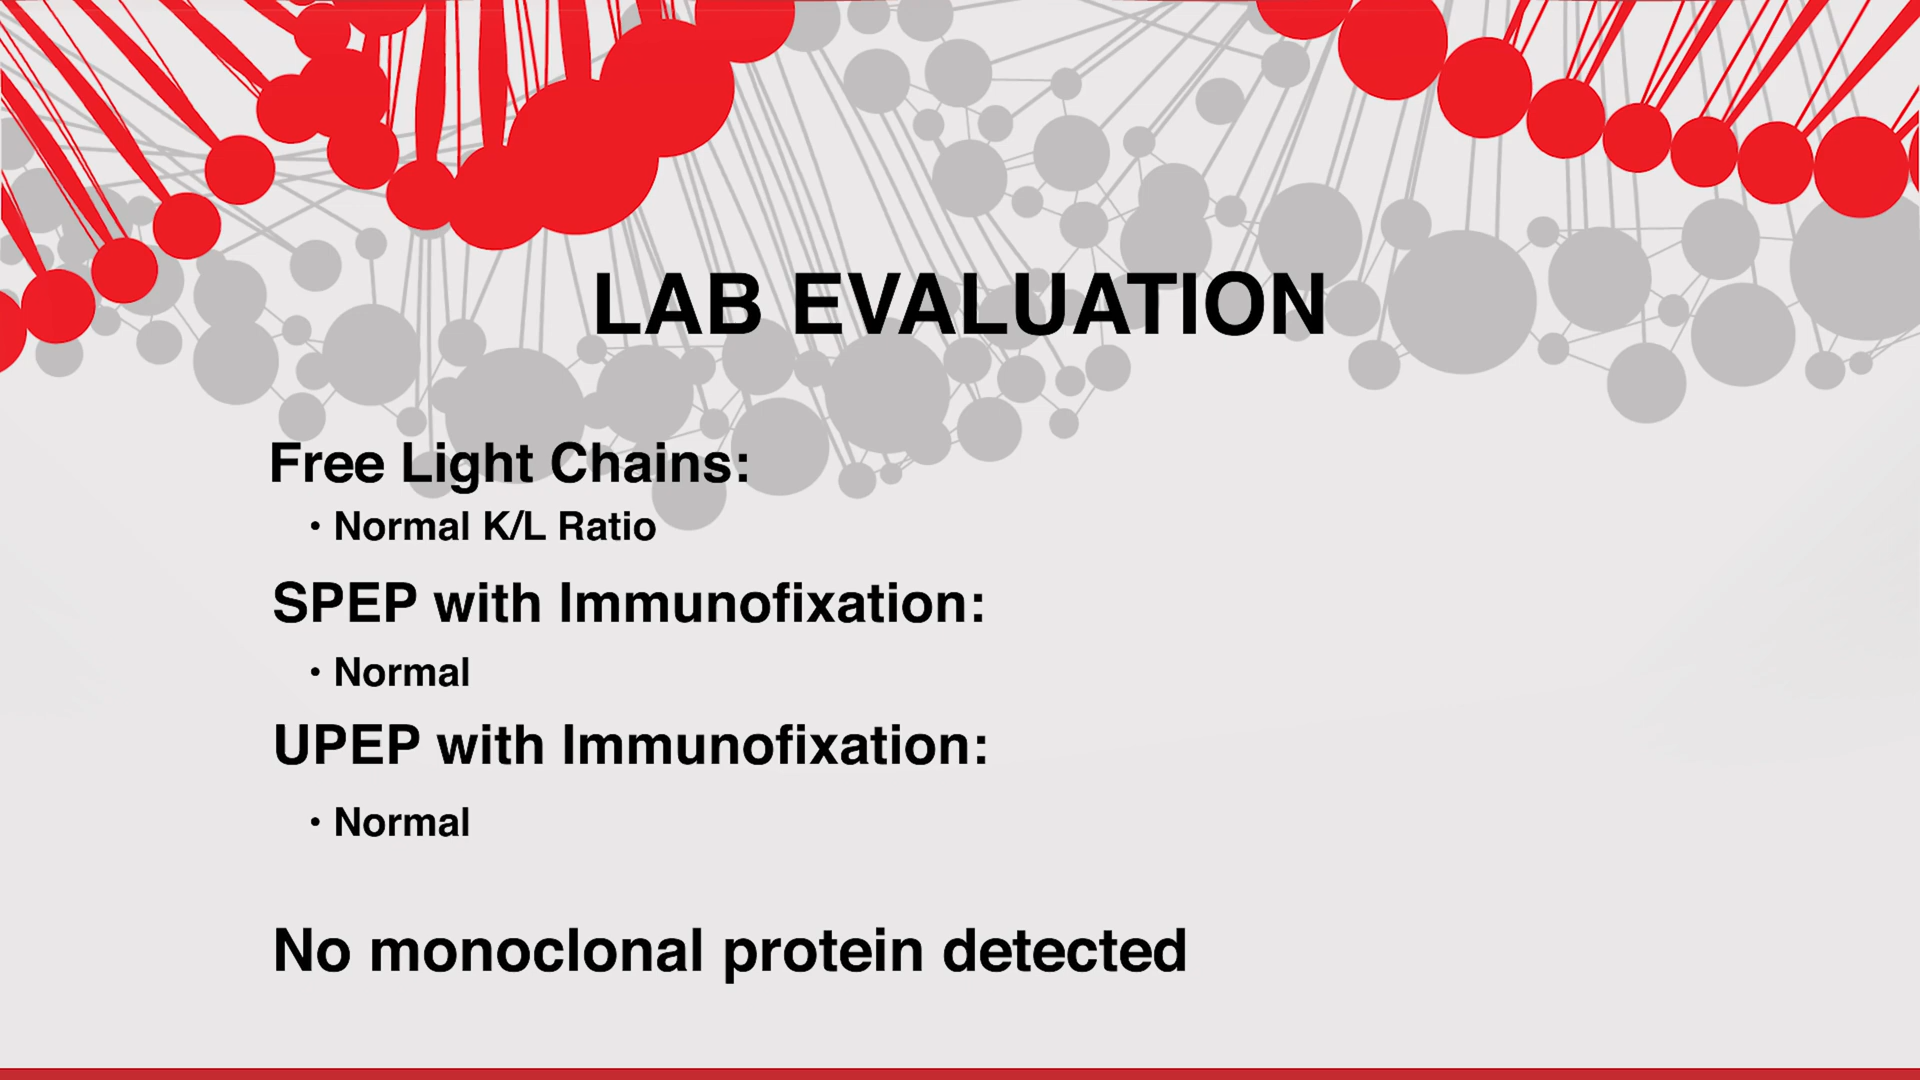 LAB EVALUATION
Free Light Chains:
• Normal K/L Ratio
SPEP with Immunofixation:
• Normal
UPEP with Immunofixation:
• Normal
No monoclonal protein detected